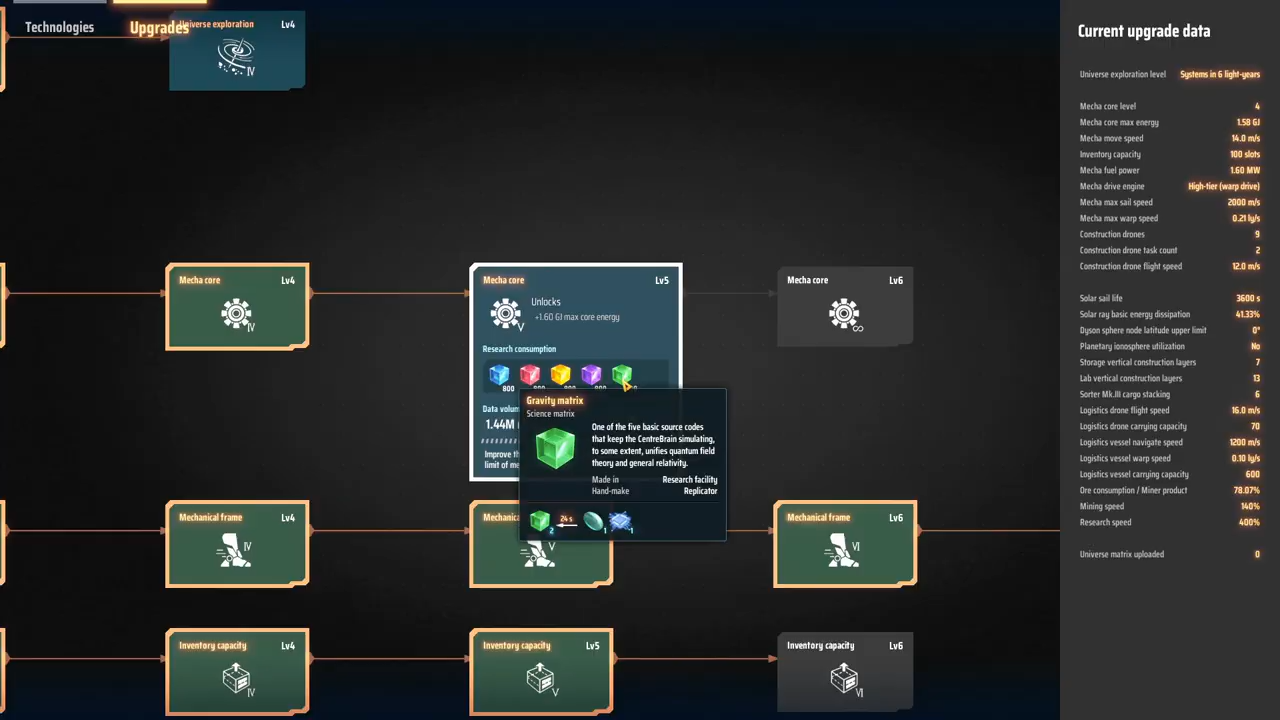 Technologies
Upgrades
Universe exploration Lv4
IV
Mecha core Lv4
IV
Mecha core Lv5
V
Unlocks
+1.60 GJ max core energy
Research consumption
800
Data volum
1.44M
Improve th
limit of me
Mecha core Lv6
∞
Gravity matrix
Science matrix
One of the five basic source codes
that keep the CentreBrain simulating,
to some extent, unifies quantum field
theory and general relativity.
Made in Research facility
Hand-make Replicator
2 24 s 1 1
Mechanical frame Lv4
IV
Mechanic
V
Mechanical frame Lv6
VI
Inventory capacity Lv4
IV
Inventory capacity Lv5
V
Inventory capacity Lv6
VI
Current upgrade data
Universe exploration level Systems in 6 light-years
Mecha core level 4
Mecha core max energy 1.58 GJ
Mecha move speed 14.0 m/s
Inventory capacity 100 slots
Mecha fuel power 1.60 MW
Mecha drive engine High-tier (warp drive)
Mecha max sail speed 2000 m/s
Mecha max warp speed 0.21 ly/s
Construction drones 9
Construction drone task count 2
Construction drone flight speed 12.0 m/s
Solar sail life 3600 s
Solar ray basic energy dissipation 41.33%
Dyson sphere node latitude upper limit 0°
Planetary ionosphere utilization No
Storage vertical construction layers 7
Lab vertical construction layers 13
Sorter Mk.III cargo stacking 6
Logistics drone flight speed 16.0 m/s
Logistics drone carrying capacity 70
Logistics vessel navigate speed 1200 m/s
Logistics vessel warp speed 0.10 ly/s
Logistics vessel carrying capacity 600
Ore consumption / Miner product 78.07%
Mining speed 140%
Research speed 400%
Universe matrix uploaded 0